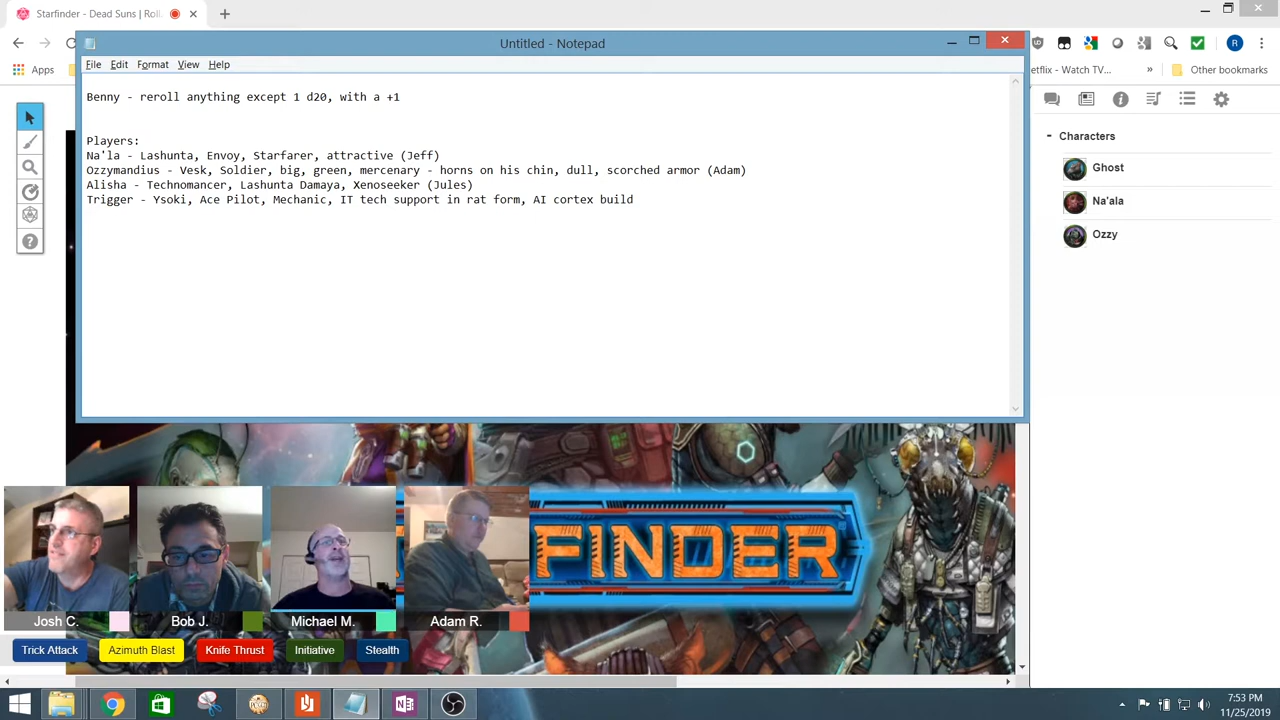 Starfinder - Dead Suns | Roll
Untitled - Notepad
File Edit Format View Help
Apps
etflix - Watch TV...
»
Other bookmarks
R
Benny - reroll anything except 1 d20, with a +1
Players:
Na'la - Lashunta, Envoy, Starfarer, attractive (Jeff)
Ozzymandius - Vesk, Soldier, big, green, mercenary - horns on his chin, dull, scorched armor (Adam)
Alisha - Technomancer, Lashunta Damaya, Xenoseeker (Jules)
Trigger - Ysoki, Ace Pilot, Mechanic, IT tech support in rat form, AI cortex build
Characters
Ghost
Na'ala
Ozzy
FINDER
Josh C.
Bob J.
Michael M.
Adam R.
Trick Attack
Azimuth Blast
Knife Thrust
Initiative
Stealth
7:53 PM
11/25/2019